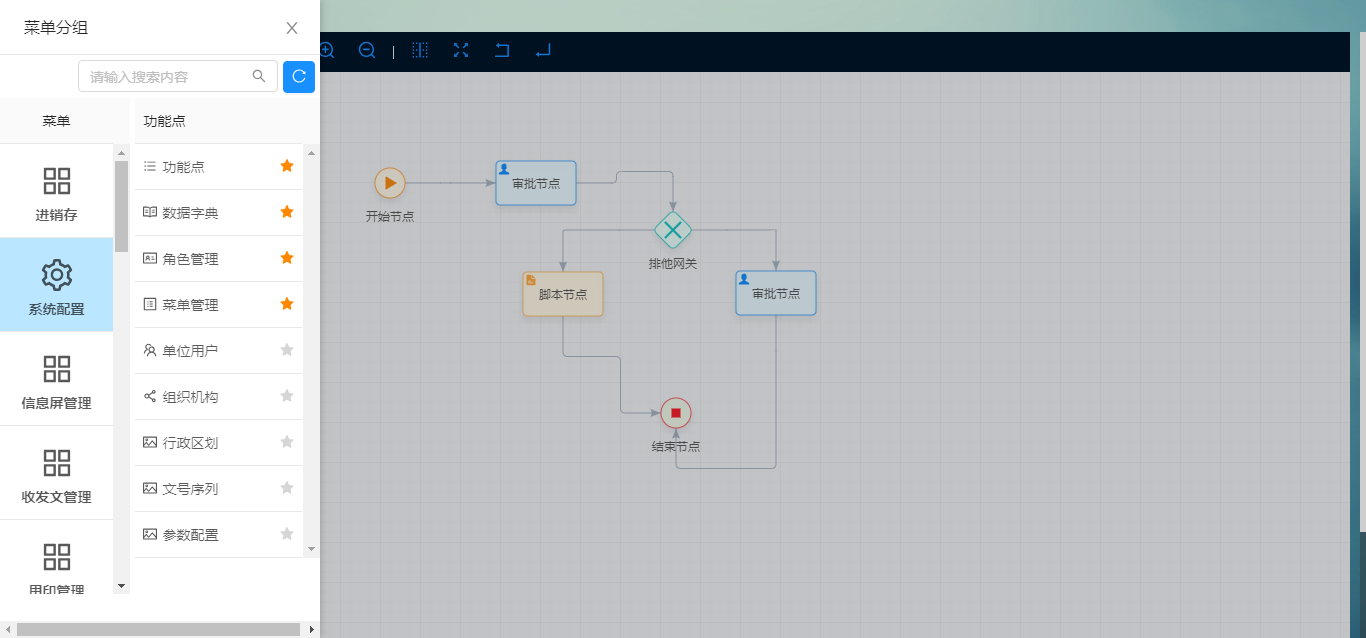 菜单分组
请输入搜索内容
菜单
功能点
进销存
系统配置
信息屏管理
收发文管理
用印管理
功能点
数据字典
角色管理
菜单管理
单位用户
组织机构
行政区划
文号序列
参数配置
开始节点
审批节点
排他网关
脚本节点
审批节点
结束节点